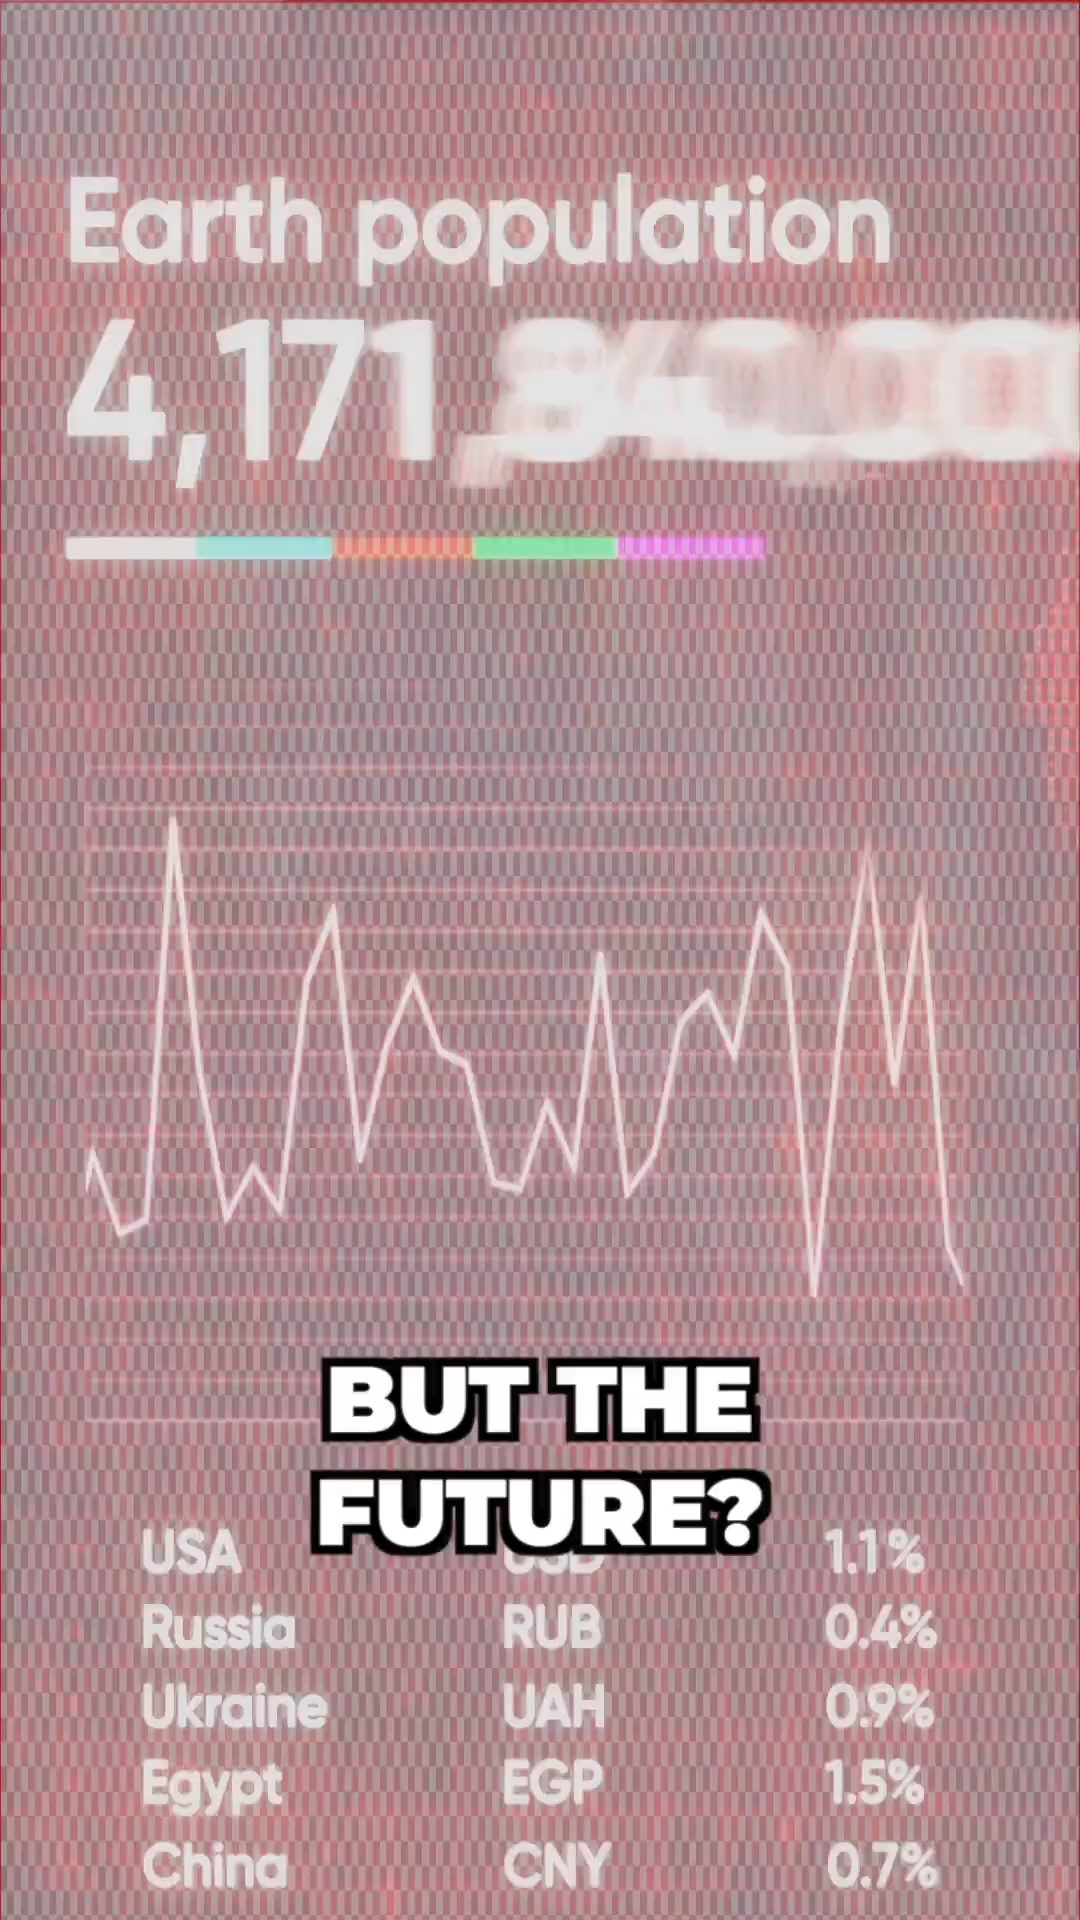 Earth population
4,171
BUT THE
FUTURE?
USA 1.1%
Russia RUB 0.4%
Ukraine UAH 0.9%
Egypt EGP 1.5%
China CNY 0.7%